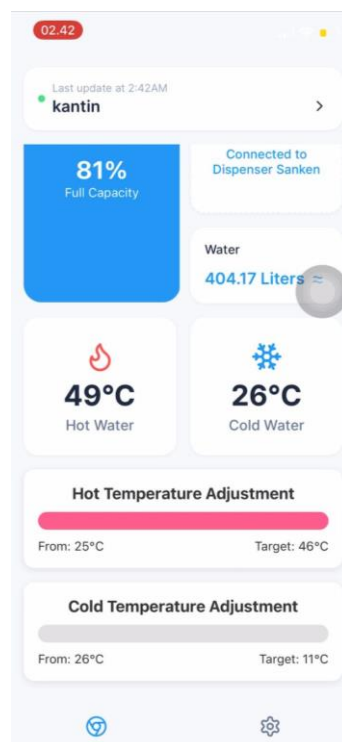 02.42
Last update at 2:42AM
kantin
81%
Full Capacity
Connected to
Dispenser Sanken
Water
404.17 Liters
49°C
Hot Water
26°C
Cold Water
Hot Temperature Adjustment
From: 25°C
Target: 46°C
Cold Temperature Adjustment
From: 26°C
Target: 11°C